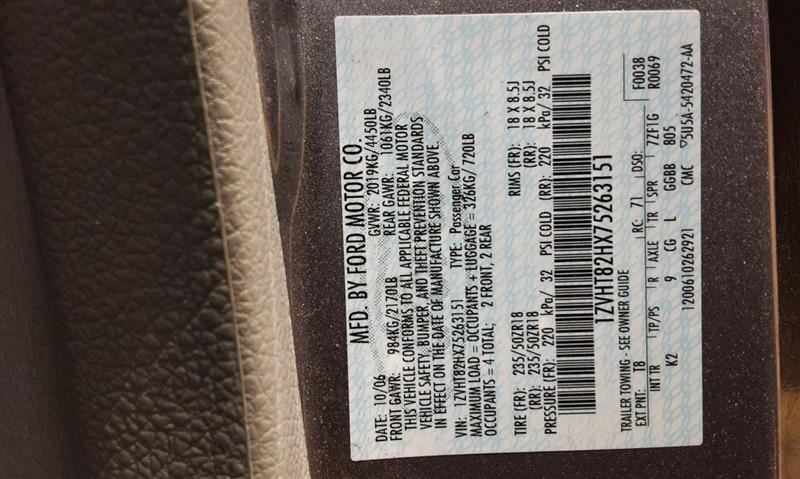 MFD. BY FORD MOTOR CO.
DATE: 10/06 GVWR: 2019KG/4450LB
FRONT GAWR: 984KG/2170LB REAR GAWR: 1061KG/2340LB
THIS VEHICLE CONFORMS TO ALL APPLICABLE FEDERAL MOTOR
VEHICLE SAFETY, BUMPER, AND THEFT PREVENTION STANDARDS
IN EFFECT ON THE DATE OF MANUFACTURE SHOWN ABOVE.
VIN: 1ZVHT82HX75263151 TYPE: Passenger Car
MAXIMUM LOAD = OCCUPANTS + LUGGAGE = 326KG/ 720LB
OCCUPANTS = 4 TOTAL; 2 FRONT, 2 REAR
TIRE (FR): 235/50ZR18 RIMS (FR): 18 X 8.5J
(RR): 235/50ZR18 (RR): 18 X 8.5J
PRESSURE (FR): 220 kPa/ 32 PSI COLD (RR): 220 kPa/ 32 PSI COLD
1ZVHT82HX75263151
TRAILER TOWING - SEE OWNER GUIDE F0038
EXT PNT: T8 RC: 71 DSO: R0069
INT TR TP/PS R AXLE TR SPR 7ZF1G
K2 9 CG L GGBB 805
1200610262921 CMC ▽5U5A-5420472-AA